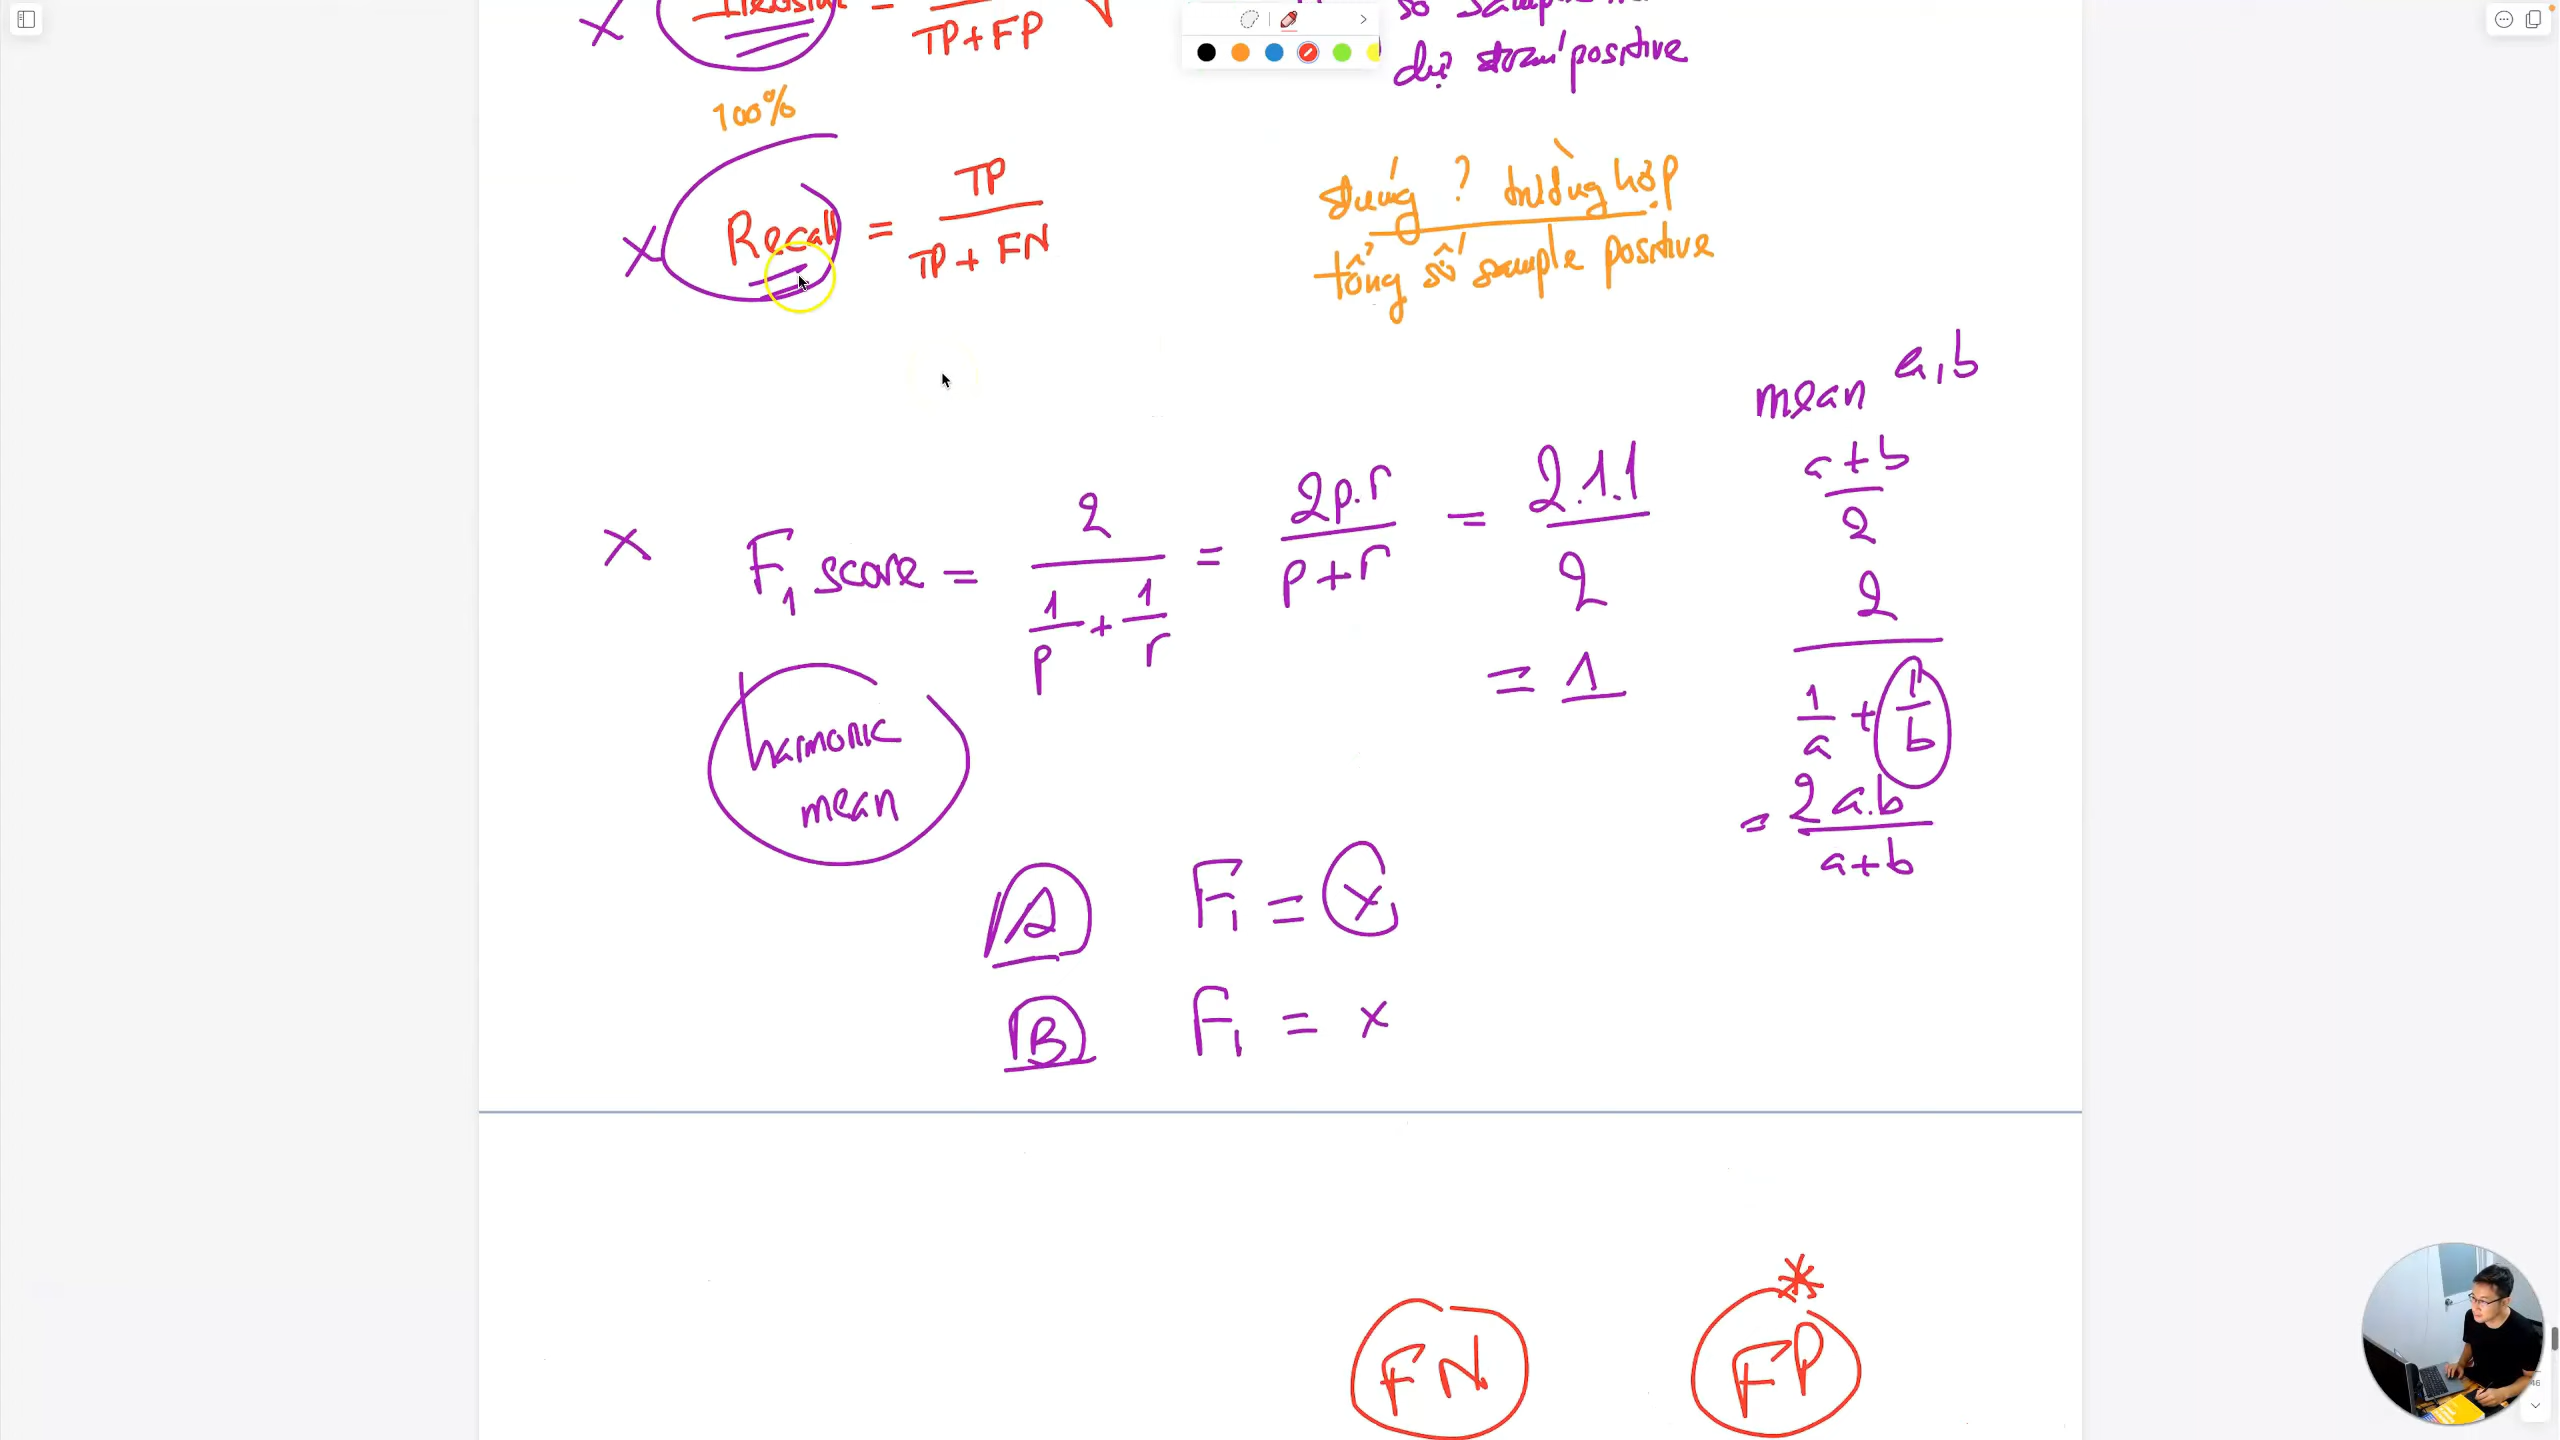 TP+FP
dự đoán positive
100%
Recall = TP / TP + FN
đúng ? trường hợp
tổng số sample positive
mean a,b
a+b / 2
F1 score = 2 / 1/p + 1/r = 2p.r / p+r = 2.1.1 / 2
= 1
2 / 1/a + 1/b
= 2a.b / a+b
harmonic
mean
A F1 = x
B F1 = x
FN FP *
46